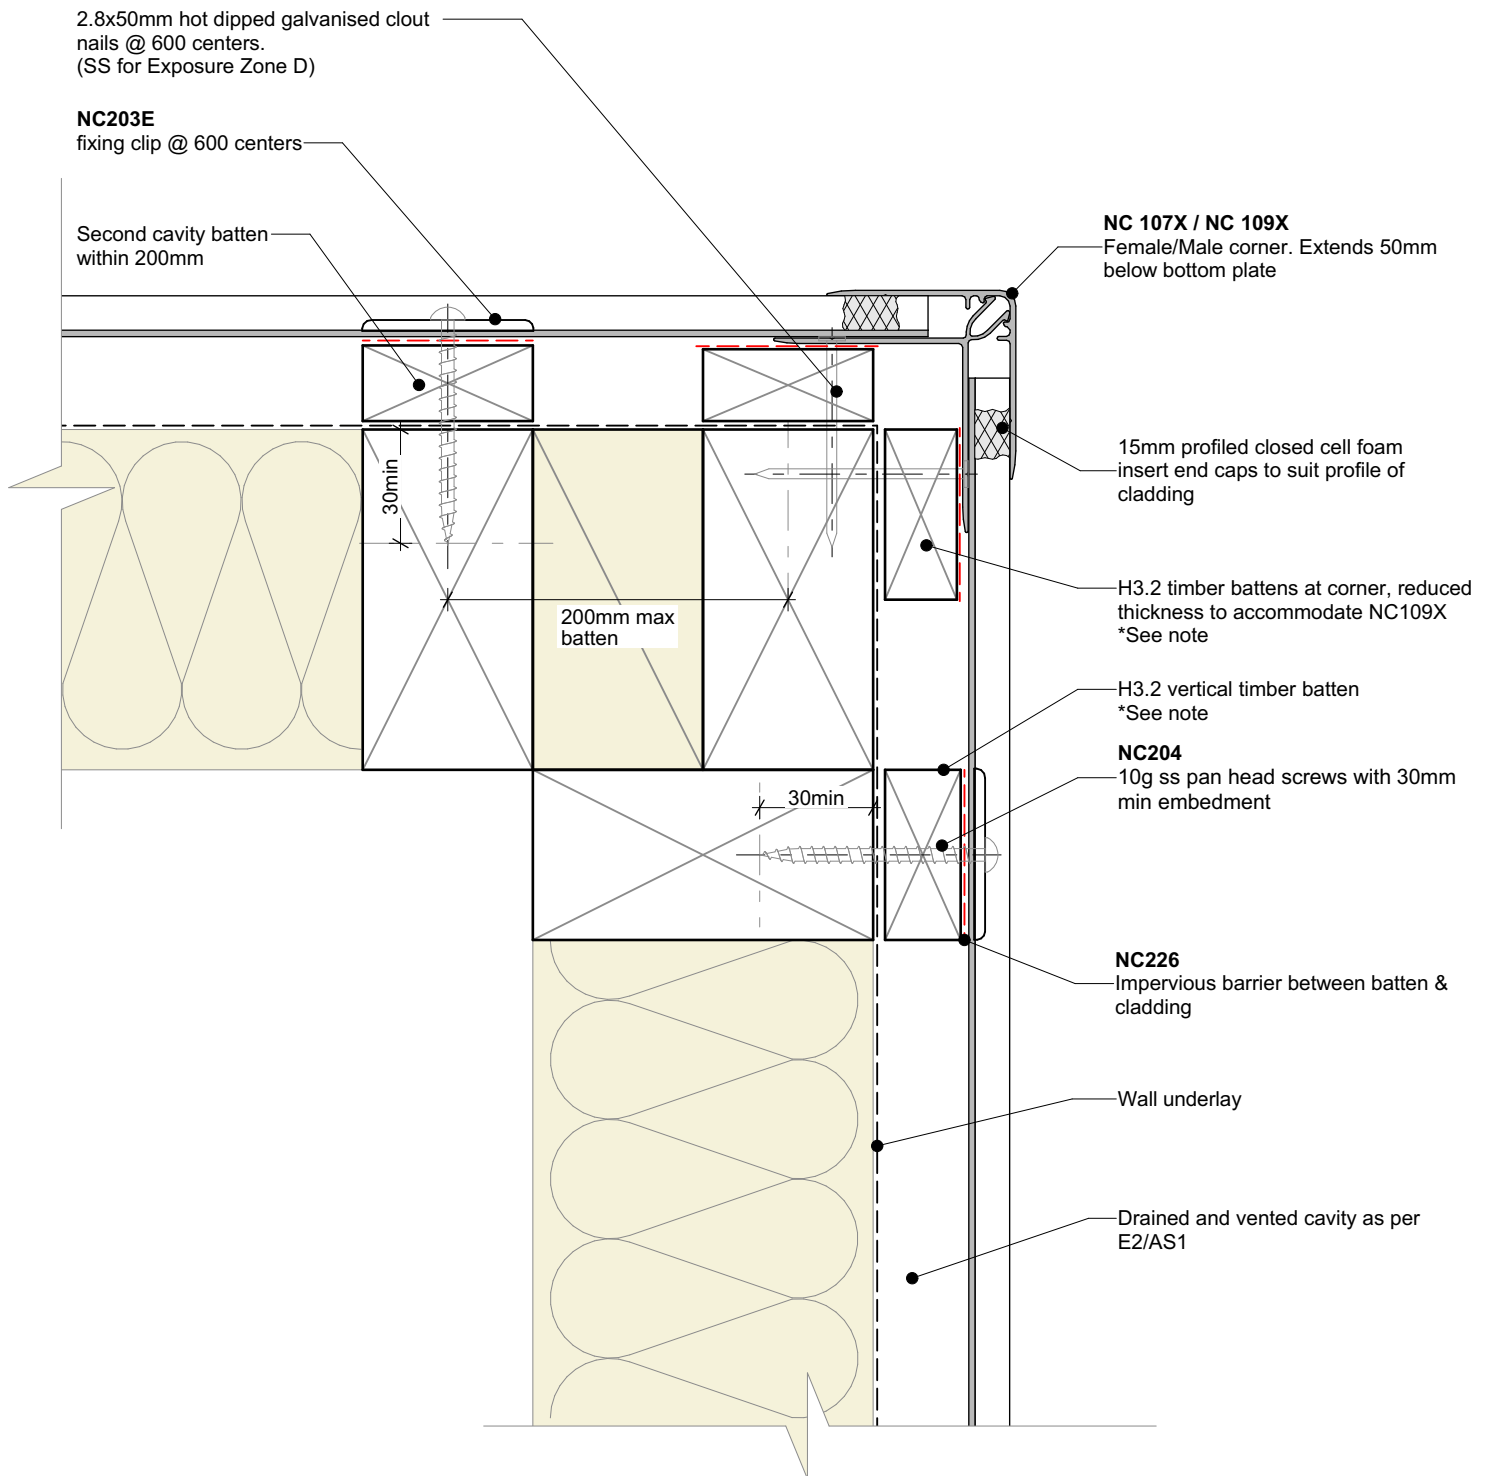 2.8x50mm hot dipped galvanised clout
nails @ 600 centers.
(SS for Exposure Zone D)
NC203E
fixing clip @ 600 centers
Second cavity batten
within 200mm
NC 107X / NC 109X
Female/Male corner. Extends 50mm
below bottom plate
15mm profiled closed cell foam
insert end caps to suit profile of
cladding
30min
200mm max
batten
H3.2 timber battens at corner, reduced
thickness to accommodate NC109X
*See note
H3.2 vertical timber batten
*See note
NC204
10g ss pan head screws with 30mm
min embedment
30min
NC226
Impervious barrier between batten &
cladding
Wall underlay
Drained and vented cavity as per
E2/AS1